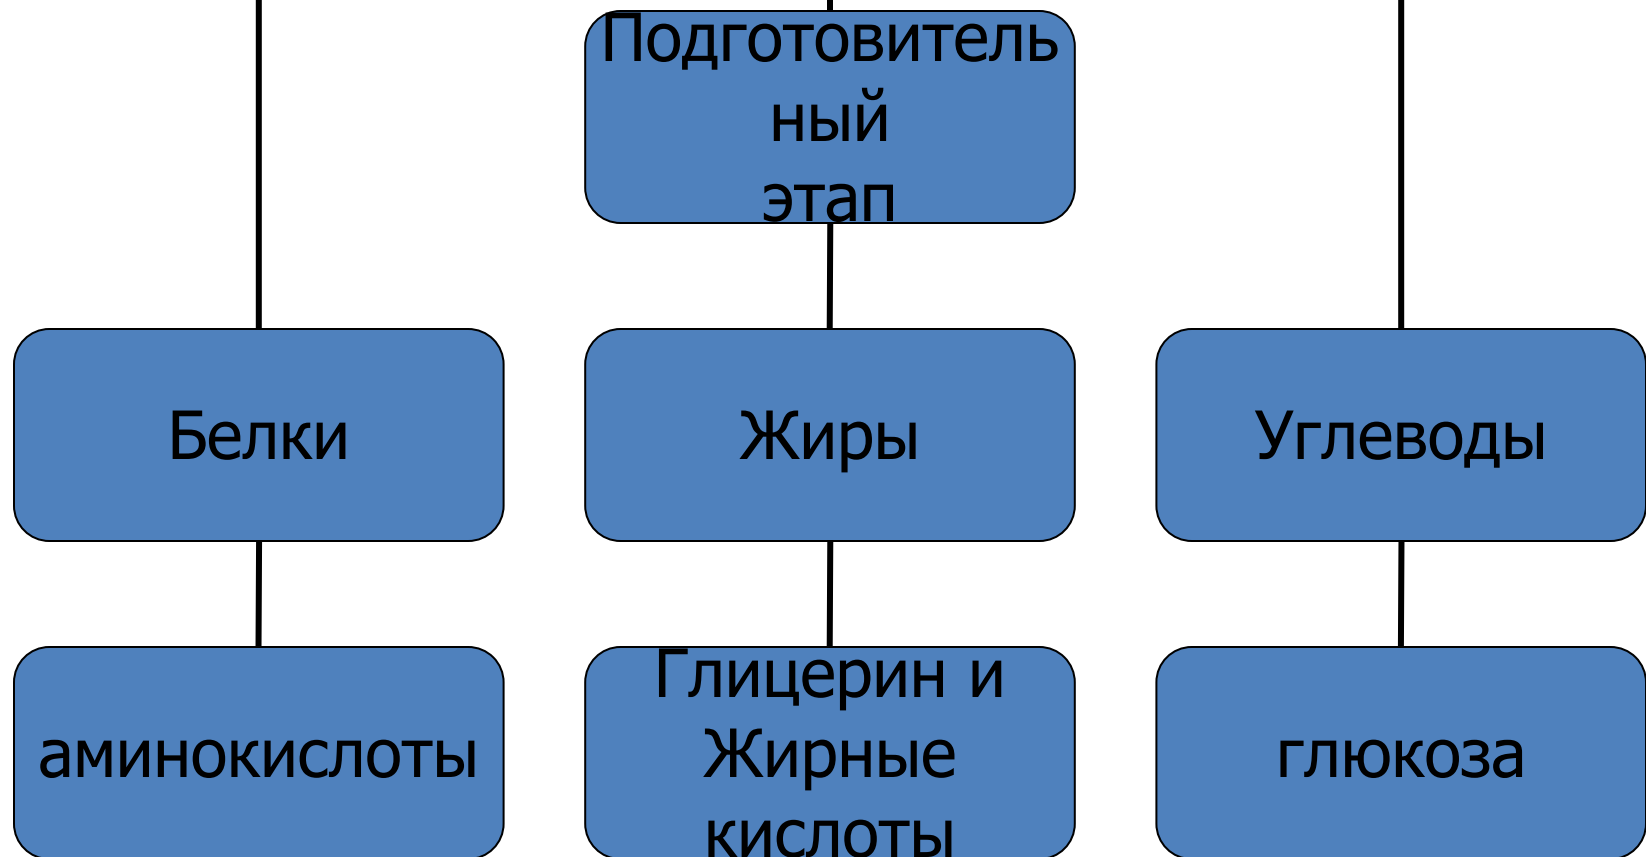 Подготовитель
ный
этап
Белки
Жиры
Углеводы
аминокислоты
Глицерин и
Жирные
кислоты
глюкоза